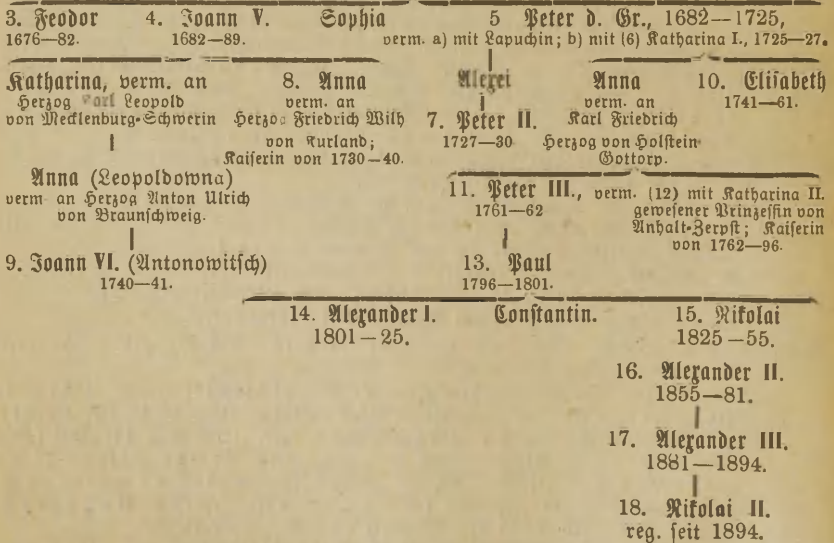 3. Feodor 4. Joann V. Sophia 5 Peter d. Gr., 1682—1725,
1676—82. 1682—89. verm. a) mit Lapuchin; b) mit (6) Katharina I., 1725—27.
Katharina, verm. an 8. Anna Alexei Anna 10. Elisabeth
Herzog Karl Leopold verm. an verm. an 1741—61.
von Mecklenburg-Schwerin Herzog Friedrich Wilh 7. Peter II. Karl Friedrich
von Kurland; 1727—30 Herzog von Holstein
Kaiserin von 1730—40. Gottorp.
Anna (Leopoldowna)
verm an Herzog Anton Ulrich
von Braunschweig.
11. Peter III., verm. (12) mit Katharina II.
1761—62 gewesener Prinzessin von
Anhalt-Zerpst; Kaiserin
von 1762—96.
9. Joann VI. (Antonowitsch) 13. Paul
1740—41. 1796—1801.
14. Alexander I. Constantin. 15. Nikolai
1801—25. 1825—55.
16. Alexander II.
1855—81.
17. Alexander III.
1881—1894.
18. Nikolai II.
reg. seit 1894.